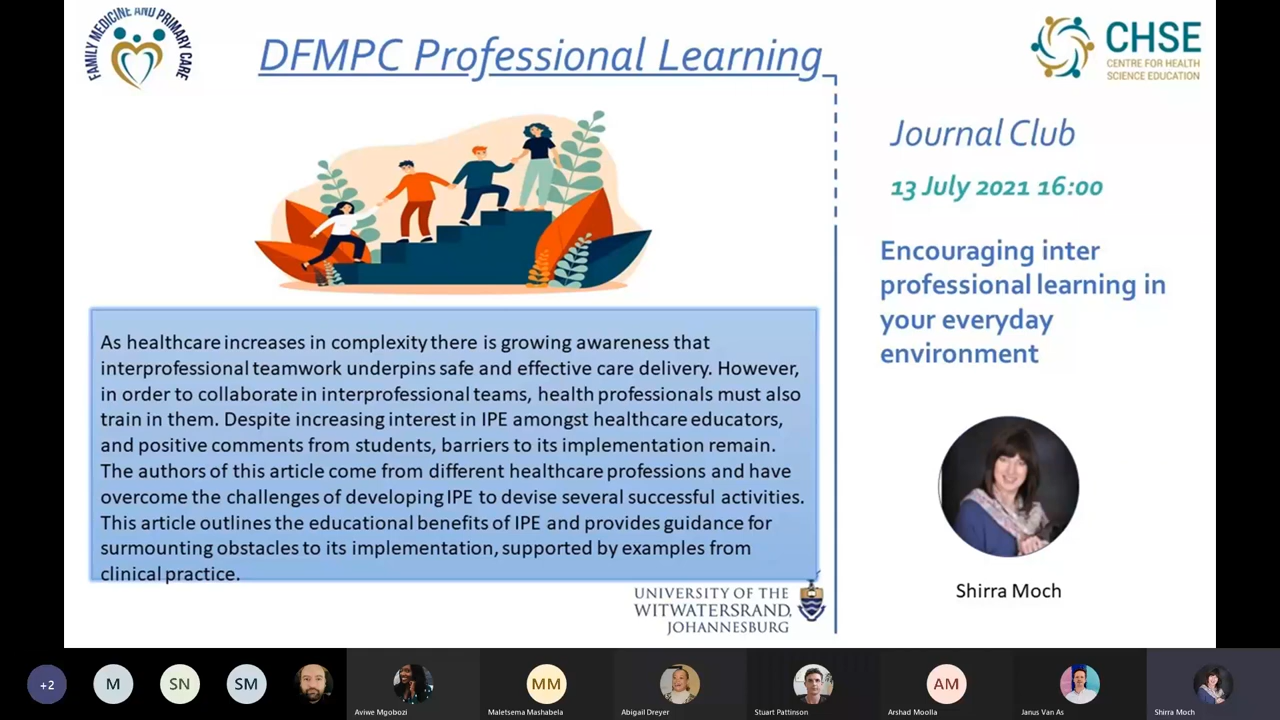 FAMILY MEDICINE AND PRIMARY CARE
DFMPC Professional Learning
CHSE
CENTRE FOR HEALTH
SCIENCE EDUCATION
Journal Club
13 July 2021 16:00
Encouraging inter
professional learning in
your everyday
environment
As healthcare increases in complexity there is growing awareness that
interprofessional teamwork underpins safe and effective care delivery. However,
in order to collaborate in interprofessional teams, health professionals must also
train in them. Despite increasing interest in IPE amongst healthcare educators,
and positive comments from students, barriers to its implementation remain.
The authors of this article come from different healthcare professions and have
overcome the challenges of developing IPE to devise several successful activities.
This article outlines the educational benefits of IPE and provides guidance for
surmounting obstacles to its implementation, supported by examples from
clinical practice.
Shirra Moch
UNIVERSITY OF THE
WITWATERSRAND,
JOHANNESBURG
+2
M
SN
SM
Aviwe Mgobozi
MM
Maletsema Mashabela
Abigail Dreyer
Stuart Pattinson
AM
Arshad Moolla
Janus Van As
Shirra Moch